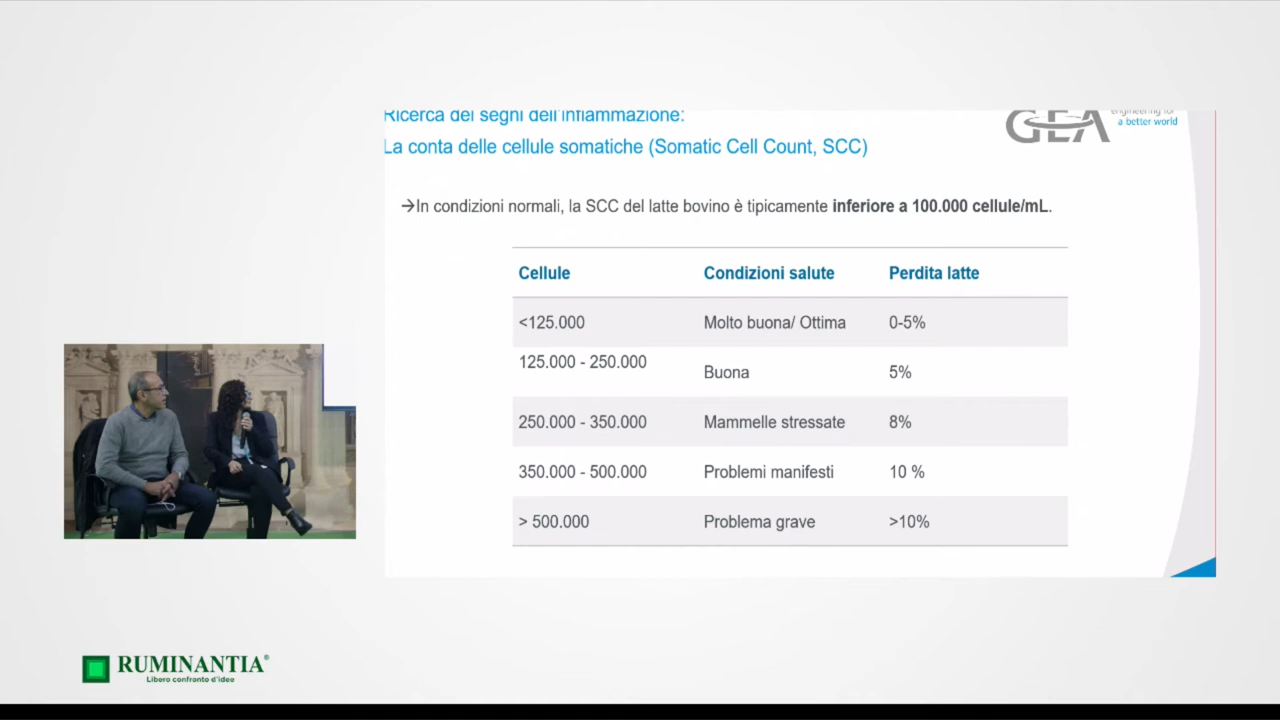 Ricerca dei segni dell'infiammazione:
La conta delle cellule somatiche (Somatic Cell Count, SCC)
GEA
engineering for
a better world
→In condizioni normali, la SCC del latte bovino è tipicamente inferiore a 100.000 cellule/mL.
Cellule Condizioni salute Perdita latte
<125.000 Molto buona/ Ottima 0-5%
125.000 - 250.000 Buona 5%
250.000 - 350.000 Mammelle stressate 8%
350.000 - 500.000 Problemi manifesti 10 %
> 500.000 Problema grave >10%
RUMINANTIA®
Libero confronto d'idee